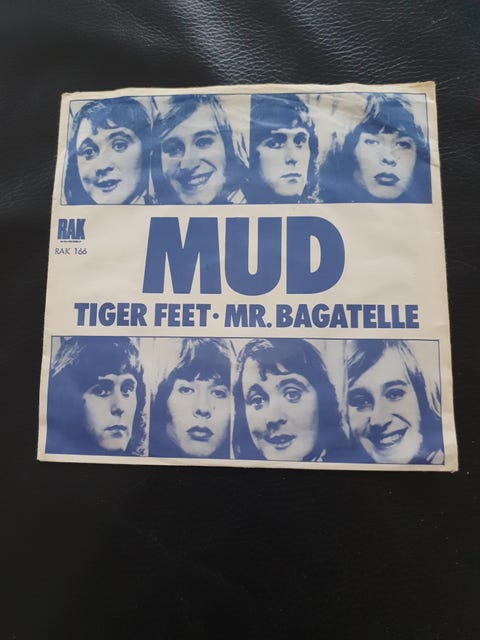 RAK
RAK 166
MUD
TIGER FEET • MR. BAGATELLE